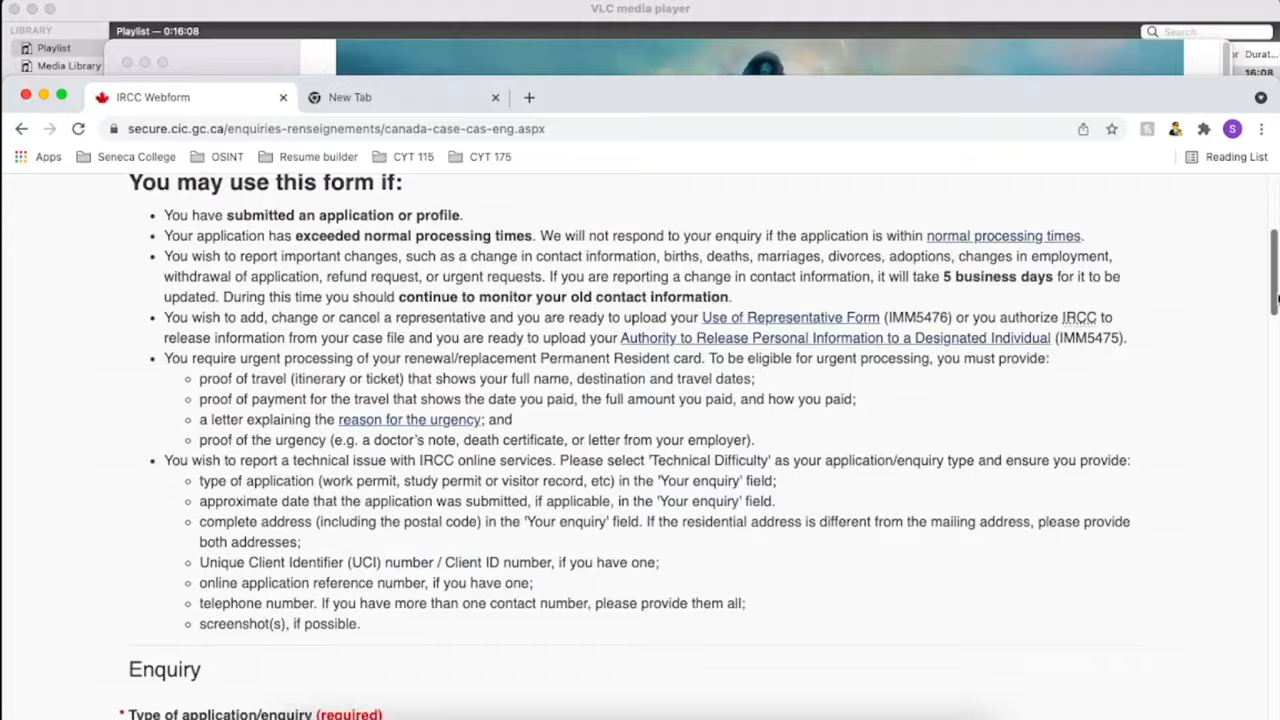 VLC media player
LIBRARY
Playlist — 0:16:08
Search
Playlist
or Durat...
Media Library
16:08
IRCC Webform
New Tab
secure.cic.gc.ca/enquiries-renseignements/canada-case-cas-eng.aspx
S
Apps Seneca College OSINT Resume builder CYT 115 CYT 175 Reading List
You may use this form if:
• You have submitted an application or profile.
• Your application has exceeded normal processing times. We will not respond to your enquiry if the application is within normal processing times.
• You wish to report important changes, such as a change in contact information, births, deaths, marriages, divorces, adoptions, changes in employment,
withdrawal of application, refund request, or urgent requests. If you are reporting a change in contact information, it will take 5 business days for it to be
updated. During this time you should continue to monitor your old contact information.
• You wish to add, change or cancel a representative and you are ready to upload your Use of Representative Form (IMM5476) or you authorize IRCC to
release information from your case file and you are ready to upload your Authority to Release Personal Information to a Designated Individual (IMM5475).
• You require urgent processing of your renewal/replacement Permanent Resident card. To be eligible for urgent processing, you must provide:
◦ proof of travel (itinerary or ticket) that shows your full name, destination and travel dates;
◦ proof of payment for the travel that shows the date you paid, the full amount you paid, and how you paid;
◦ a letter explaining the reason for the urgency; and
◦ proof of the urgency (e.g. a doctor's note, death certificate, or letter from your employer).
• You wish to report a technical issue with IRCC online services. Please select 'Technical Difficulty' as your application/enquiry type and ensure you provide:
◦ type of application (work permit, study permit or visitor record, etc) in the 'Your enquiry' field;
◦ approximate date that the application was submitted, if applicable, in the 'Your enquiry' field.
◦ complete address (including the postal code) in the 'Your enquiry' field. If the residential address is different from the mailing address, please provide
both addresses;
◦ Unique Client Identifier (UCI) number / Client ID number, if you have one;
◦ online application reference number, if you have one;
◦ telephone number. If you have more than one contact number, please provide them all;
◦ screenshot(s), if possible.
Enquiry
* Type of application/enquiry (required)